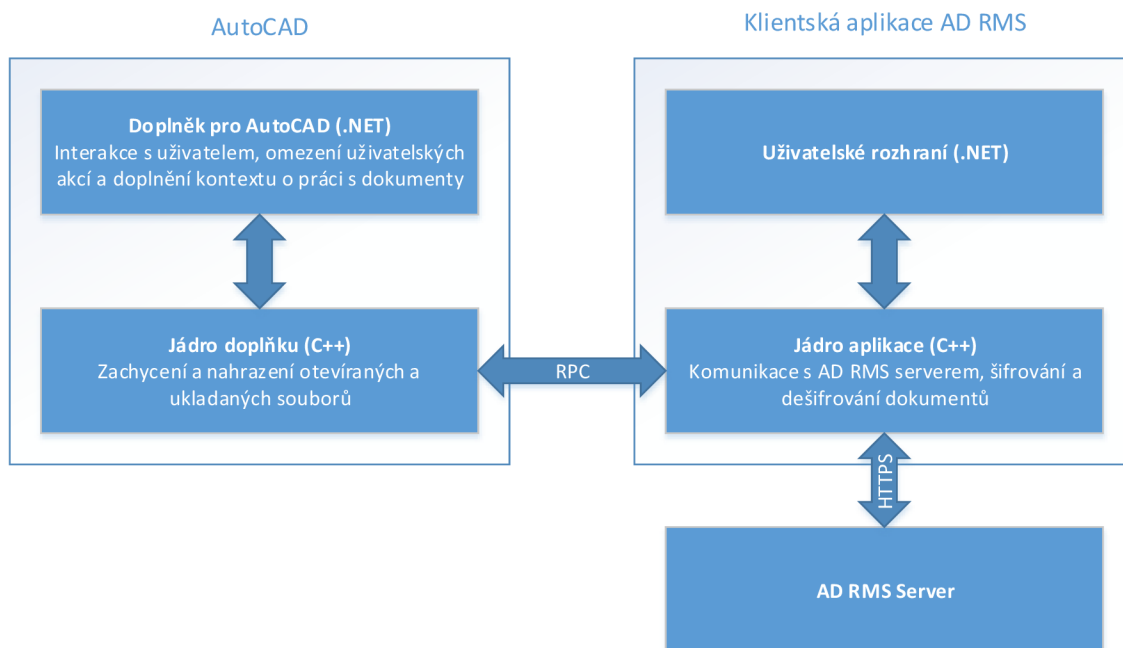 AutoCAD
Klientská aplikace AD RMS
Doplněk pro AutoCAD (.NET)
Interakce s uživatelem, omezení uživatelských
akcí a doplnění kontextu o práci s dokumenty
Uživatelské rozhraní (.NET)
Jádro doplňku (C++)
Zachycení a nahrazení otevíraných a
ukladaných souborů
RPC
Jádro aplikace (C++)
Komunikace s AD RMS serverem, šifrování a
dešifrování dokumentů
HTTPS
AD RMS Server